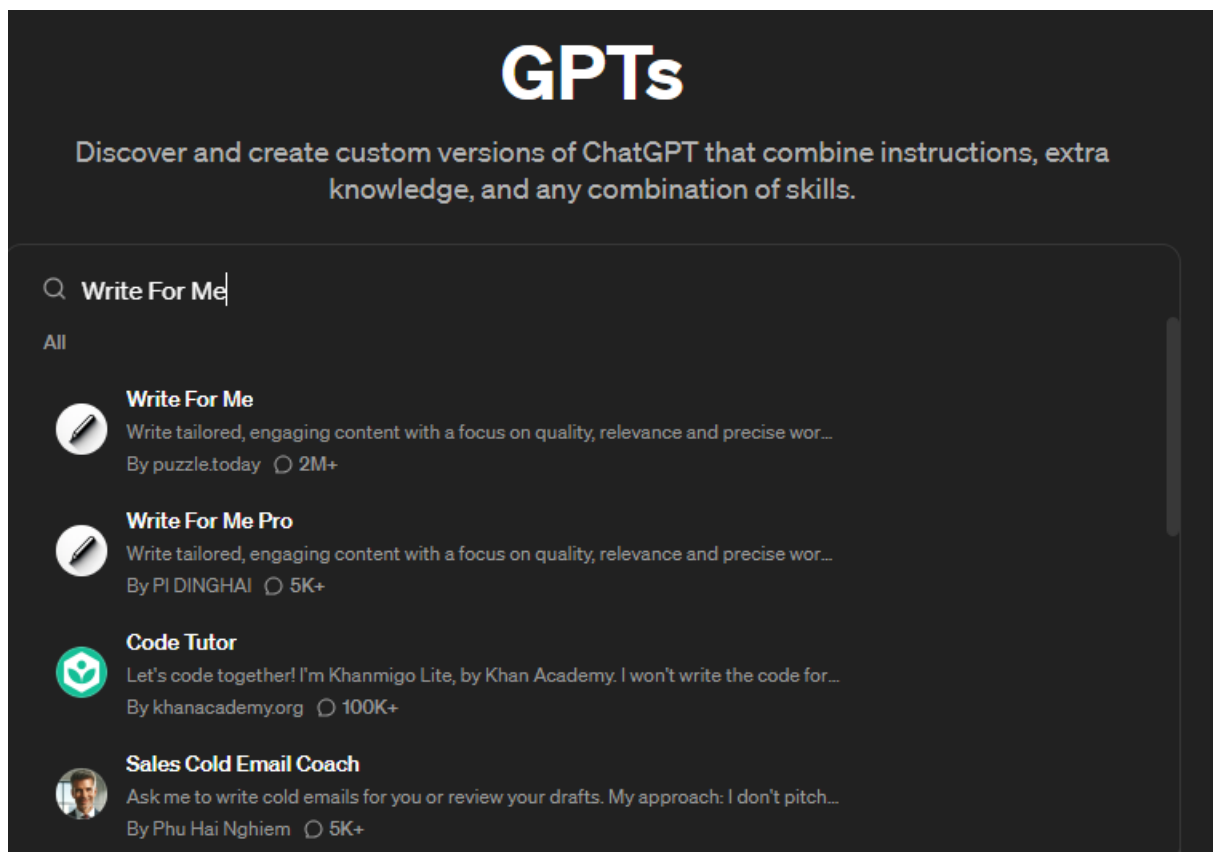 GPTs
Discover and create custom versions of ChatGPT that combine instructions, extra
knowledge, and any combination of skills.
Write For Me
All
Write For Me
Write tailored, engaging content with a focus on quality, relevance and precise wor...
By puzzle.today 2M+
Write For Me Pro
Write tailored, engaging content with a focus on quality, relevance and precise wor...
By PI DINGHAI 5K+
Code Tutor
Let's code together! I'm Khanmigo Lite, by Khan Academy. I won't write the code for...
By khanacademy.org 100K+
Sales Cold Email Coach
Ask me to write cold emails for you or review your drafts. My approach: I don't pitch...
By Phu Hai Nghiem 5K+